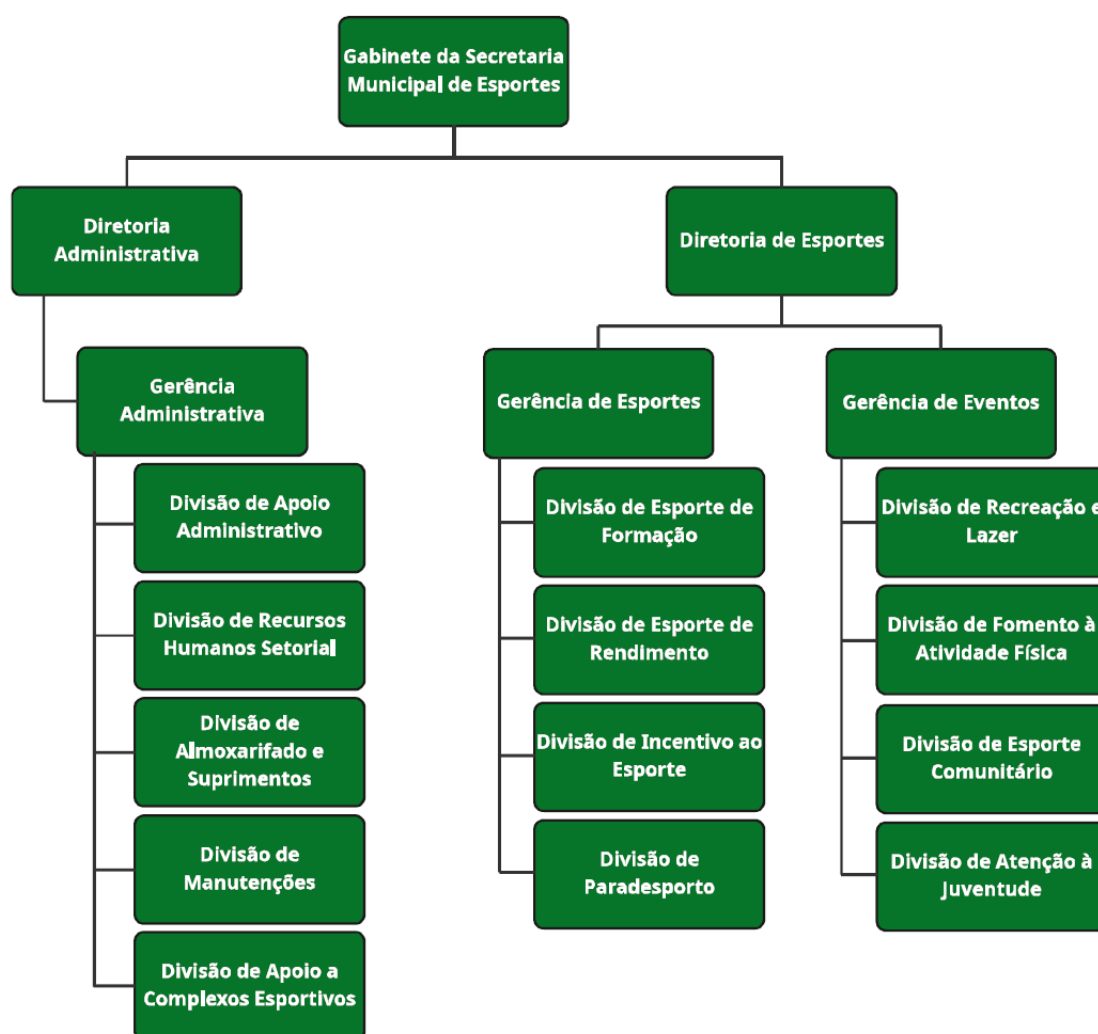 Gabinete da Secretaria
Municipal de Esportes
Diretoria
Administrativa
Diretoria de Esportes
Gerência
Administrativa
Gerência de Esportes
Gerência de Eventos
Divisão de Apoio
Administrativo
Divisão de Recursos
Humanos Setorial
Divisão de
Almoxarifado e
Suprimentos
Divisão de
Manutenções
Divisão de Apoio a
Complexos Esportivos
Divisão de Esporte de
Formação
Divisão de Esporte de
Rendimento
Divisão de Incentivo ao
Esporte
Divisão de
Paradesporto
Divisão de Recreação e
Lazer
Divisão de Fomento à
Atividade Física
Divisão de Esporte
Comunitário
Divisão de Atenção à
Juventude